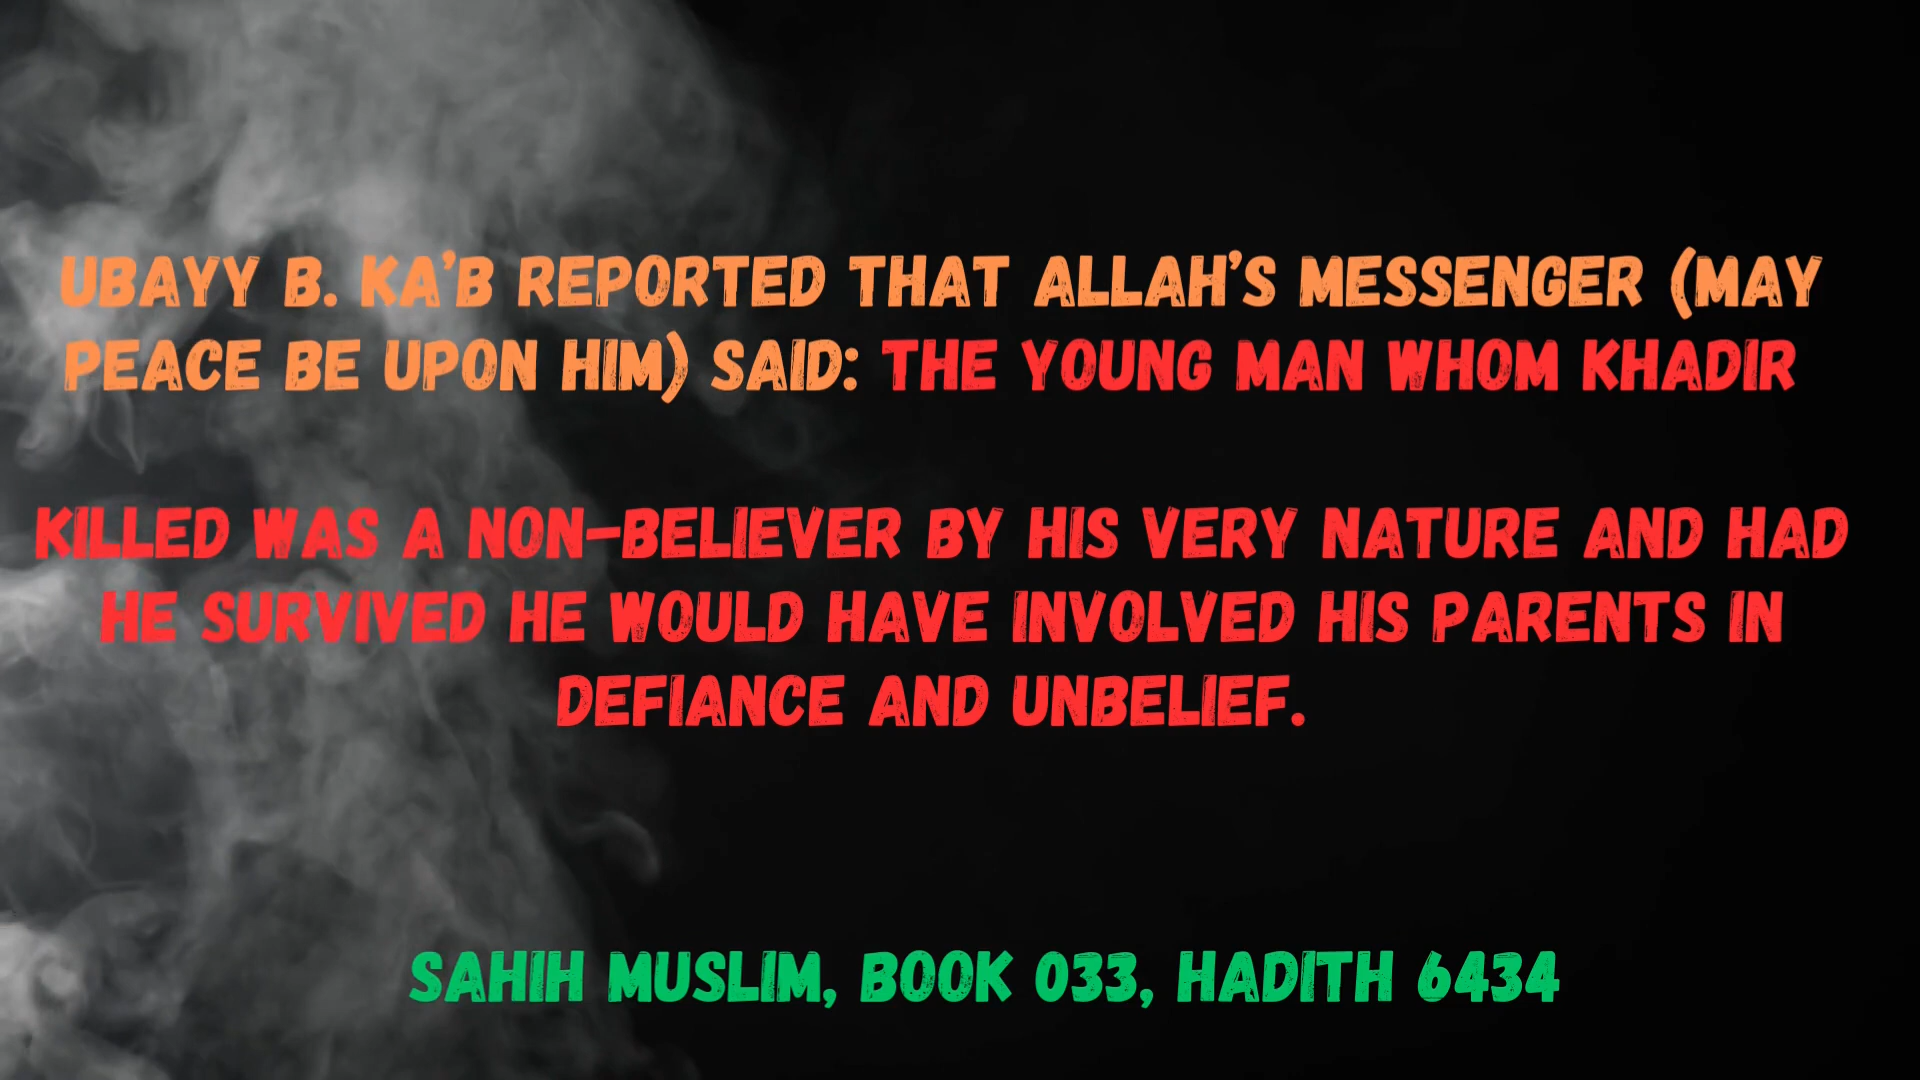 UBAYY B. KA’B REPORTED THAT ALLAH’S MESSENGER (MAY
PEACE BE UPON HIM) SAID: THE YOUNG MAN WHOM KHADIR
KILLED WAS A NON-BELIEVER BY HIS VERY NATURE AND HAD
HE SURVIVED HE WOULD HAVE INVOLVED HIS PARENTS IN
DEFIANCE AND UNBELIEF.
SAHIH MUSLIM, BOOK 033, HADITH 6434